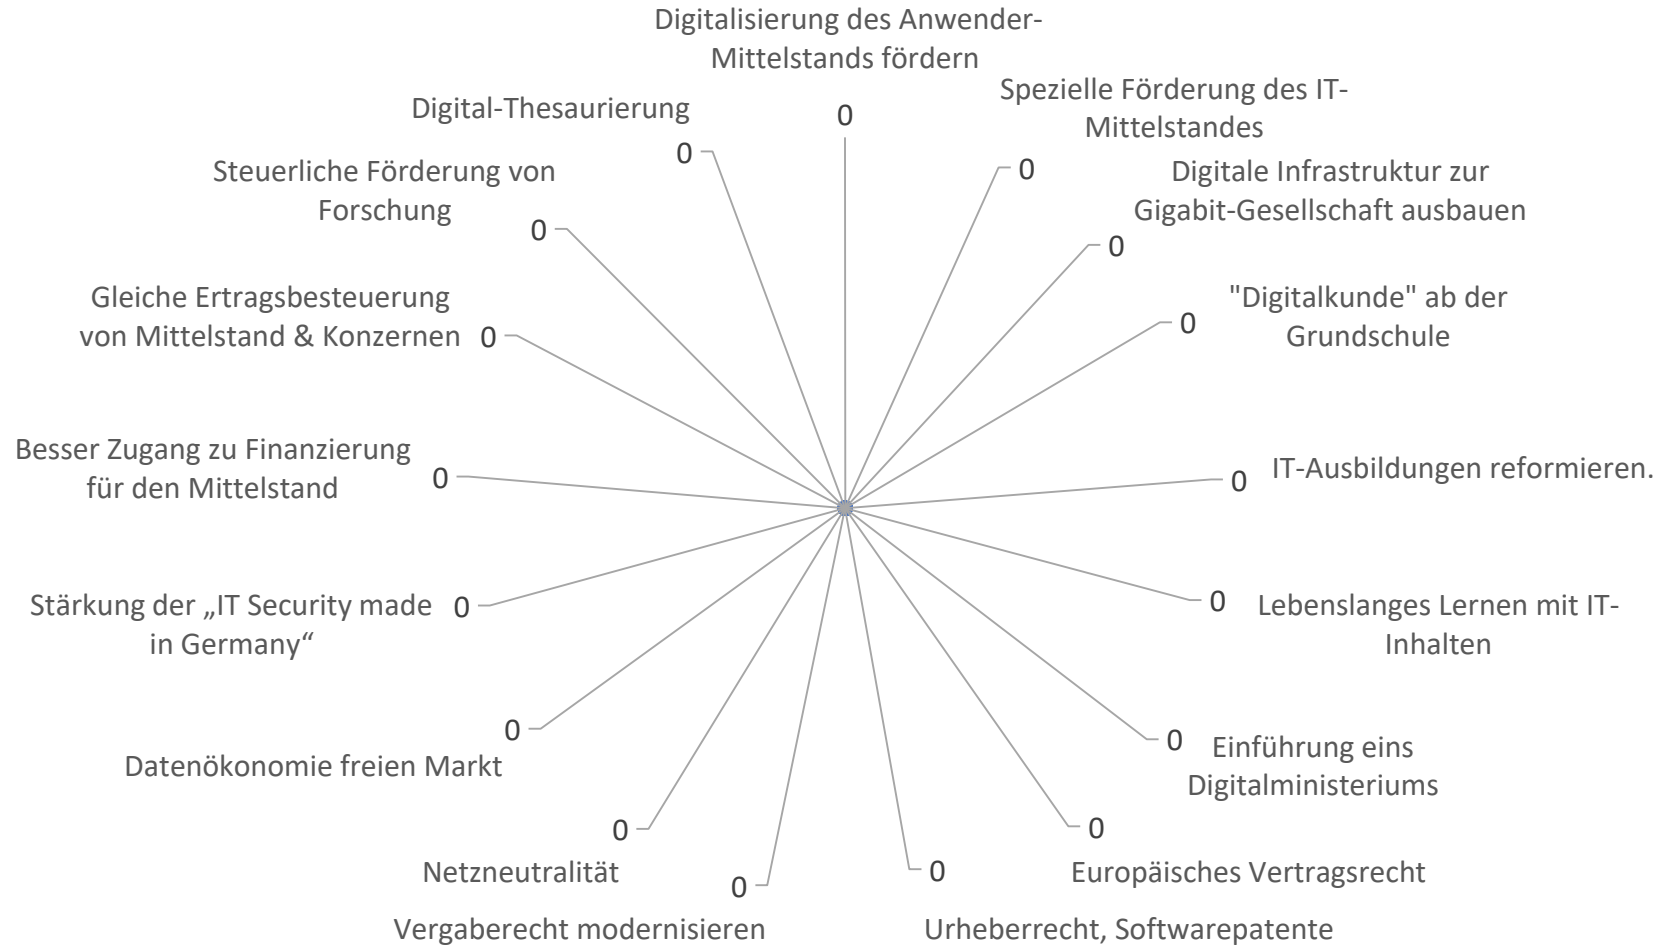 Digitalisierung des Anwender-
Mittelstands fördern
0
Spezielle Förderung des IT-
Mittelstandes
0
Digitale Infrastruktur zur
Gigabit-Gesellschaft ausbauen
0
"Digitalkunde" ab der
Grundschule
0
IT-Ausbildungen reformieren.
0
Lebenslanges Lernen mit IT-
Inhalten
0
Einführung eins
Digitalministeriums
0
Europäisches Vertragsrecht
0
Urheberrecht, Softwarepatente
0
Vergaberecht modernisieren
0
Netzneutralität
0
Datenökonomie freien Markt
0
Stärkung der „IT Security made
in Germany“
0
Besser Zugang zu Finanzierung
für den Mittelstand
0
Gleiche Ertragsbesteuerung
von Mittelstand & Konzernen
0
Steuerliche Förderung von
Forschung
0
Digital-Thesaurierung
0